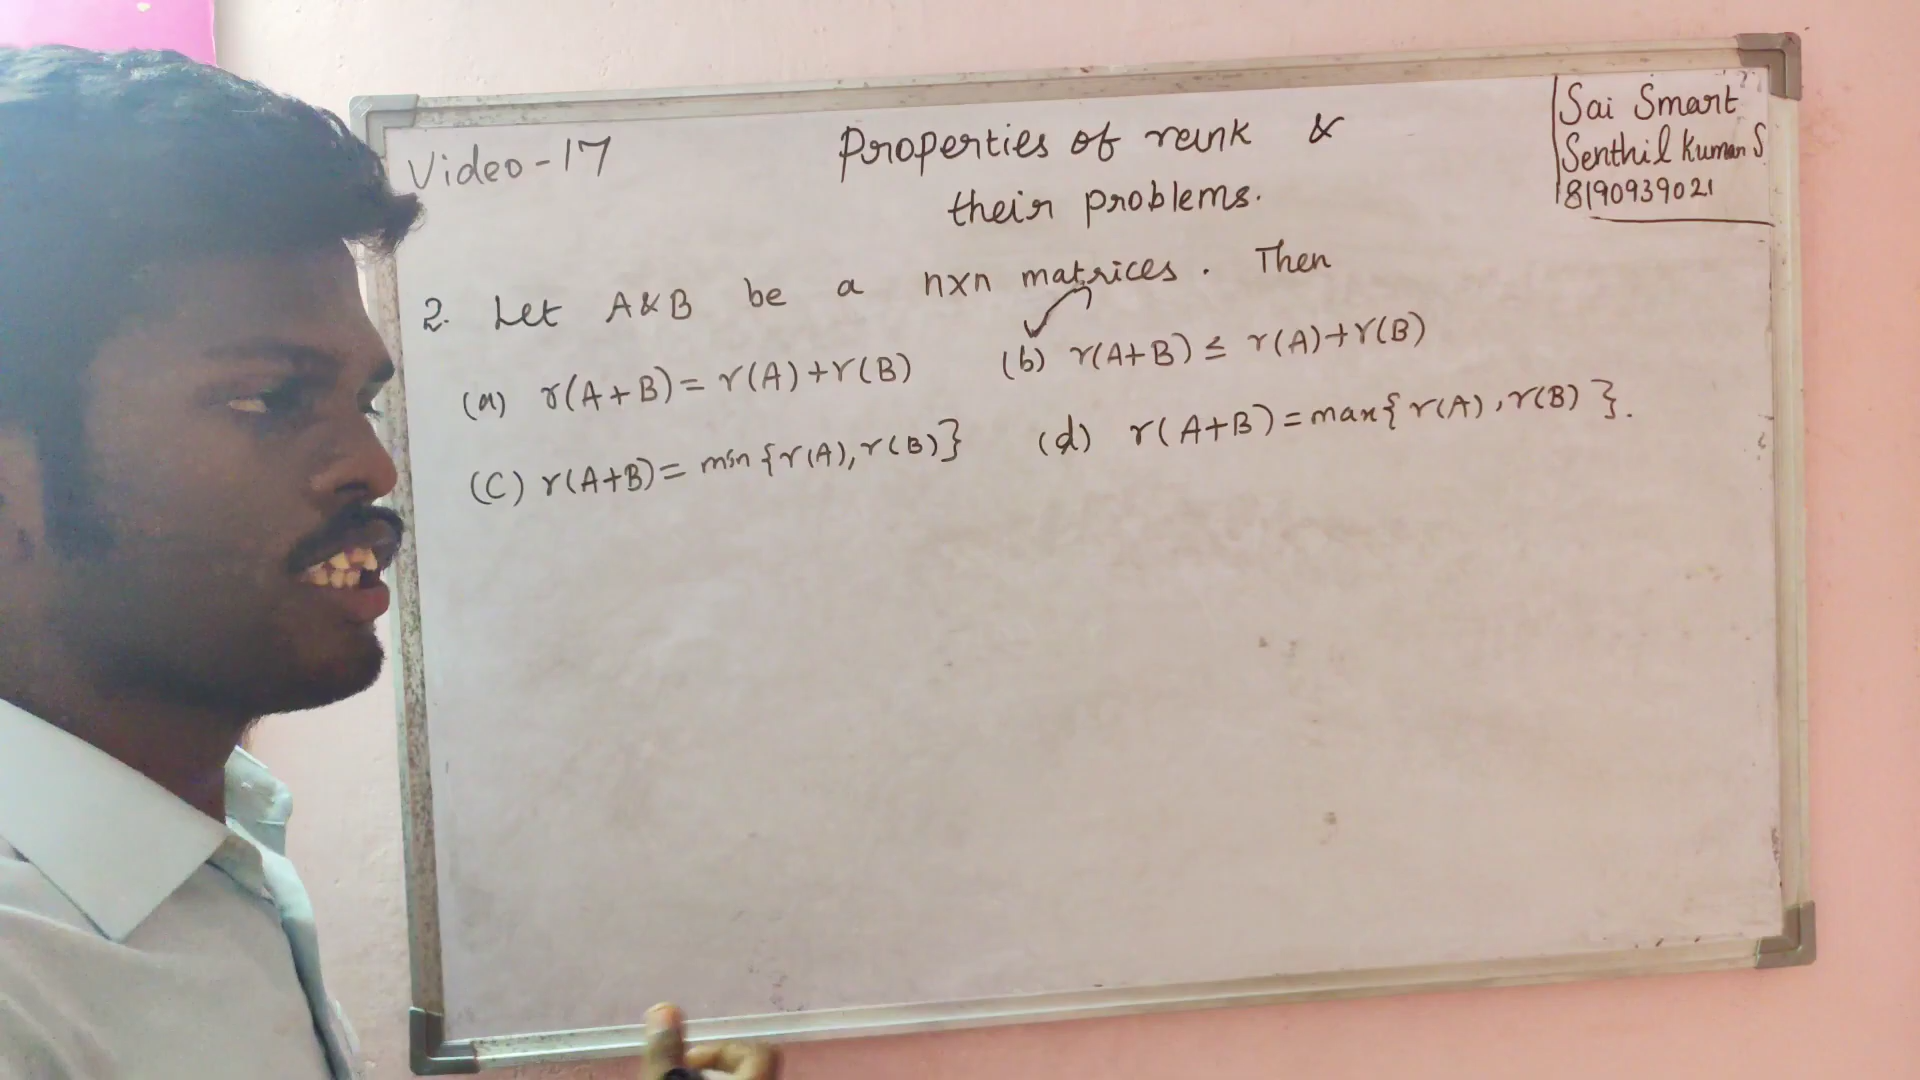 Video-17
Properties of rank &
their problems.
Sai Smart
Senthil Kumar S
8190939021
2. Let A&B be a nxn matrices. Then
(a) r(A+B)= r(A)+r(B) (b) r(A+B) ≤ r(A)+r(B)
(C) r(A+B)= min {r(A), r(B)} (d) r(A+B)=max{ r(A), r(B) }.